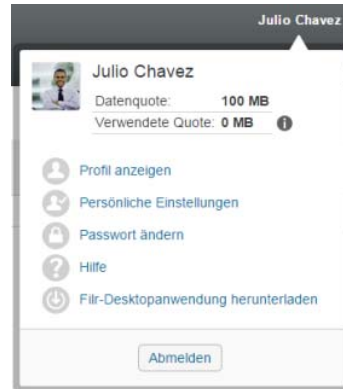 Julio Chavez
Julio Chavez
Datenquote: 100 MB
Verwendete Quote: 0 MB
Profil anzeigen
Persönliche Einstellungen
Passwort ändern
Hilfe
Filr-Desktopanwendung herunterladen
Abmelden